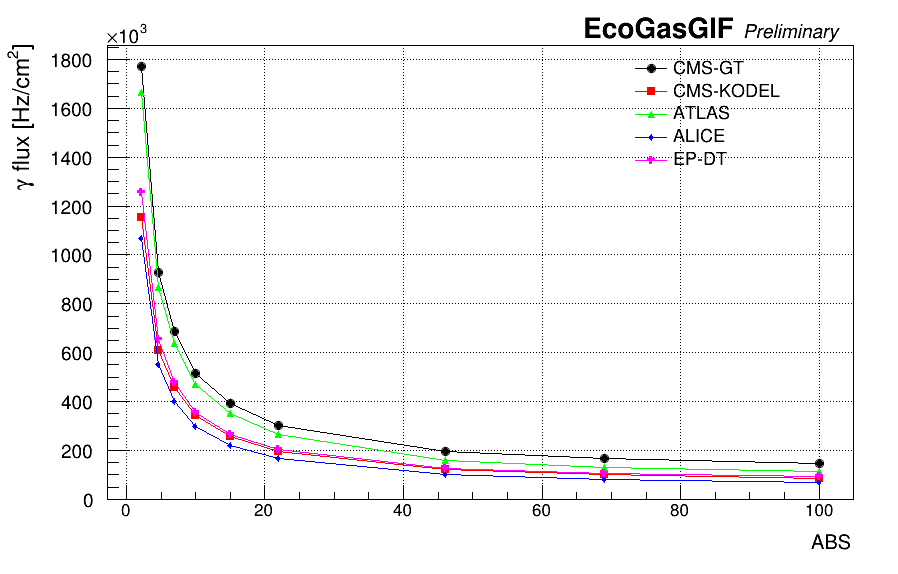 EcoGasGIF Preliminary
×10³
γ flux [Hz/cm²]
1800
1600
1400
1200
1000
800
600
400
200
0
CMS-GT
CMS-KODEL
ATLAS
ALICE
EP-DT
0 20 40 60 80 100
ABS